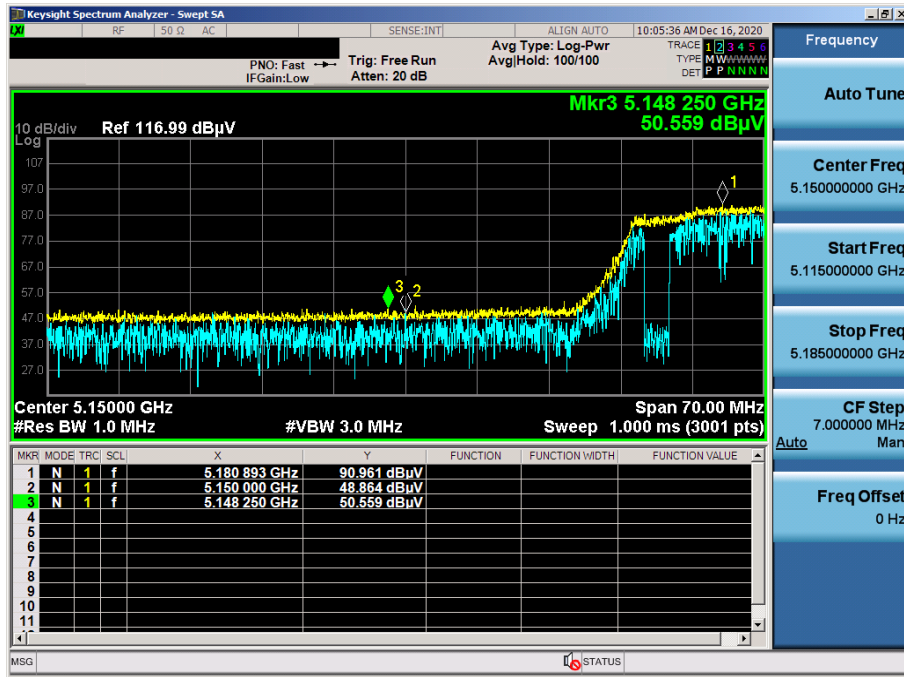 Keysight Spectrum Analyzer - Swept SA
LXI RF 50 Ω AC SENSE:INT ALIGN AUTO 10:05:36 AM Dec 16, 2020
Frequency
PNO: Fast
IFGain:Low
Trig: Free Run
Atten: 20 dB
Avg Type: Log-Pwr
Avg|Hold: 100/100
TRACE 1 2 3 4 5 6
TYPE M W W W W W
DET P P N N N N
Auto Tune
Mkr3 5.148 250 GHz
50.559 dBµV
10 dB/div Ref 116.99 dBµV
Log
107
97.0
87.0
77.0
67.0
57.0
47.0
37.0
27.0
1
3
2
Center Freq
5.150000000 GHz
Start Freq
5.115000000 GHz
Stop Freq
5.185000000 GHz
Center 5.15000 GHz Span 70.00 MHz
#Res BW 1.0 MHz #VBW 3.0 MHz Sweep 1.000 ms (3001 pts)
CF Step
7.000000 MHz
Auto Man
MKR MODE TRC SCL X Y FUNCTION FUNCTION WIDTH FUNCTION VALUE
1 N 1 f 5.180 893 GHz 90.961 dBµV
2 N 1 f 5.150 000 GHz 48.864 dBµV
3 N 1 f 5.148 250 GHz 50.559 dBµV
4
5
6
7
8
9
10
11
Freq Offset
0 Hz
MSG STATUS